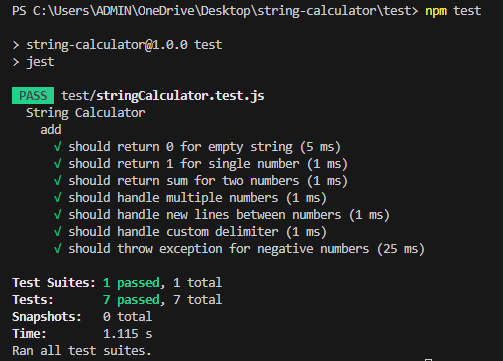 PS C:\Users\ADMIN\OneDrive\Desktop\string-calculator\test> npm test
> string-calculator@1.0.0 test
> jest
PASS test/stringCalculator.test.js
String Calculator
add
√ should return 0 for empty string (5 ms)
√ should return 1 for single number (1 ms)
√ should return sum for two numbers (1 ms)
√ should handle multiple numbers (1 ms)
√ should handle new lines between numbers (1 ms)
√ should handle custom delimiter (1 ms)
√ should throw exception for negative numbers (25 ms)
Test Suites: 1 passed, 1 total
Tests: 7 passed, 7 total
Snapshots: 0 total
Time: 1.115 s
Ran all test suites.